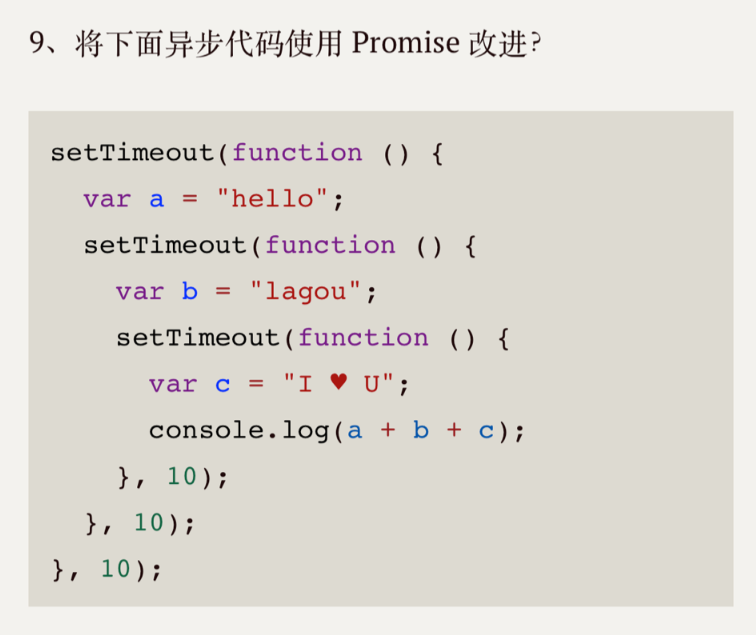 9、将下面异步代码使用 Promise 改进?
setTimeout(function () {
  var a = "hello";
  setTimeout(function () {
    var b = "lagou";
    setTimeout(function () {
      var c = "I ♥ U";
      console.log(a + b + c);
    }, 10);
  }, 10);
}, 10);